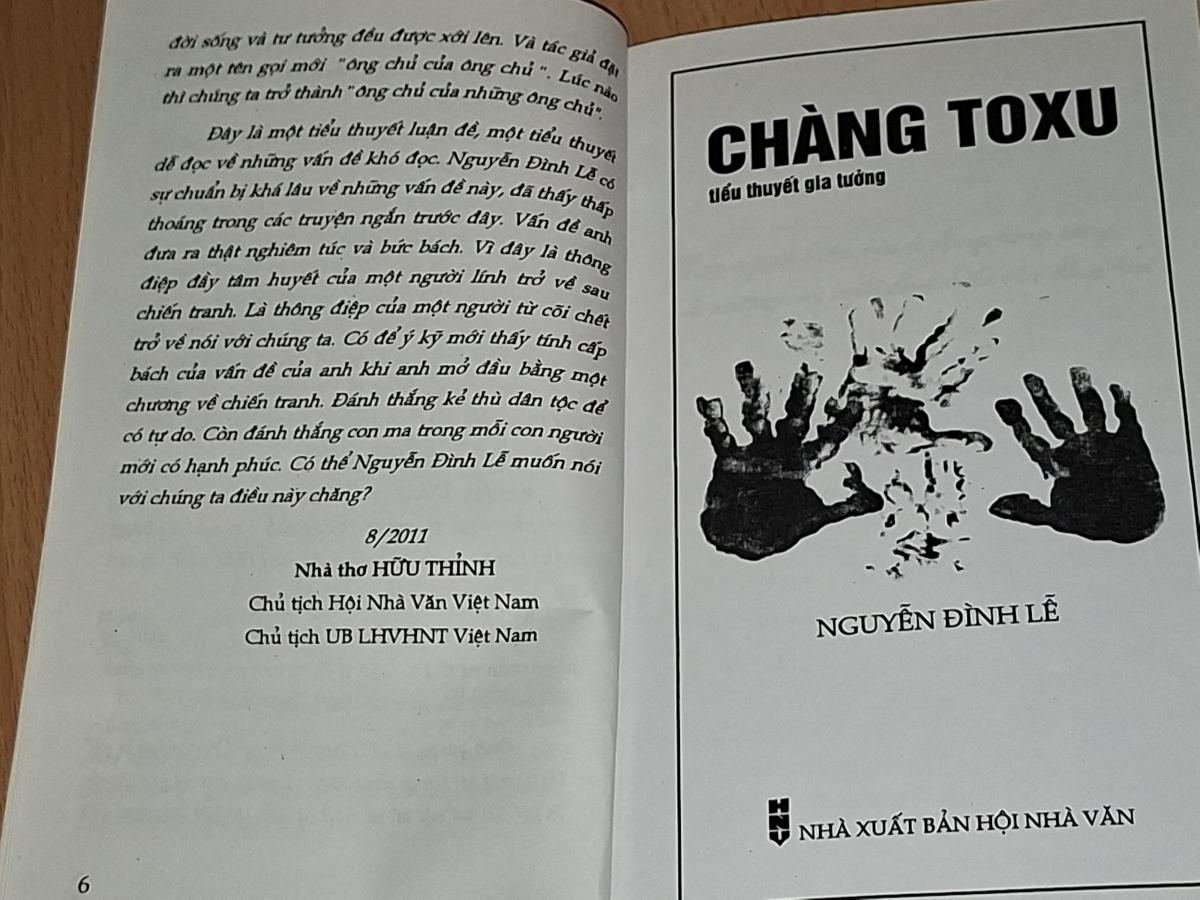 đời sống và tư tưởng đều được xới lên. Và tác giả đặt
ra một tên gọi mới "ông chủ của ông chủ". Lúc nào
thì chúng ta trở thành "ông chủ của những ông chủ".
Đây là một tiểu thuyết luận đề, một tiểu thuyết
dễ đọc về những vấn đề khó đọc. Nguyễn Đình Lễ có
sự chuẩn bị khá lâu về những vấn đề này, đã thấy thấp
thoáng trong các truyện ngắn trước đây. Vấn đề anh
đưa ra thật nghiêm túc và bức bách. Vì đây là thông
điệp đầy tâm huyết của một người lính trở về sau
chiến tranh. Là thông điệp của một người từ cõi chết
trở về nói với chúng ta. Có để ý kỹ mới thấy tính cấp
bách của vấn đề của anh khi anh mở đầu bằng một
chương về chiến tranh. Đánh thắng kẻ thù dân tộc để
có tự do. Còn đánh thắng con ma trong mỗi con người
mới có hạnh phúc. Có thể Nguyễn Đình Lễ muốn nói
với chúng ta điều này chăng?
8/2011
Nhà thơ HỮU THỈNH
Chủ tịch Hội Nhà Văn Việt Nam
Chủ tịch UB LHVHNT Việt Nam
6
CHÀNG TOXU
tiểu thuyết gia tưởng
NGUYỄN ĐÌNH LỄ
HNV
NHÀ XUẤT BẢN HỘI NHÀ VĂN